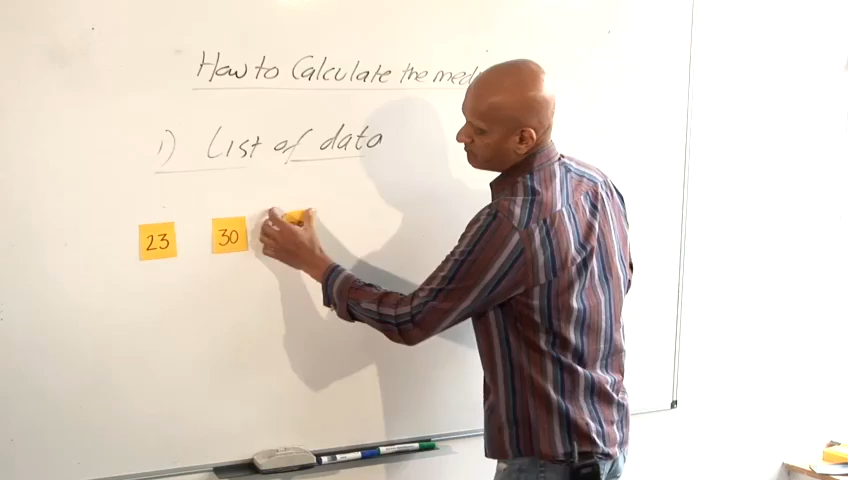 How to Calculate the med
1) List of data
23 30